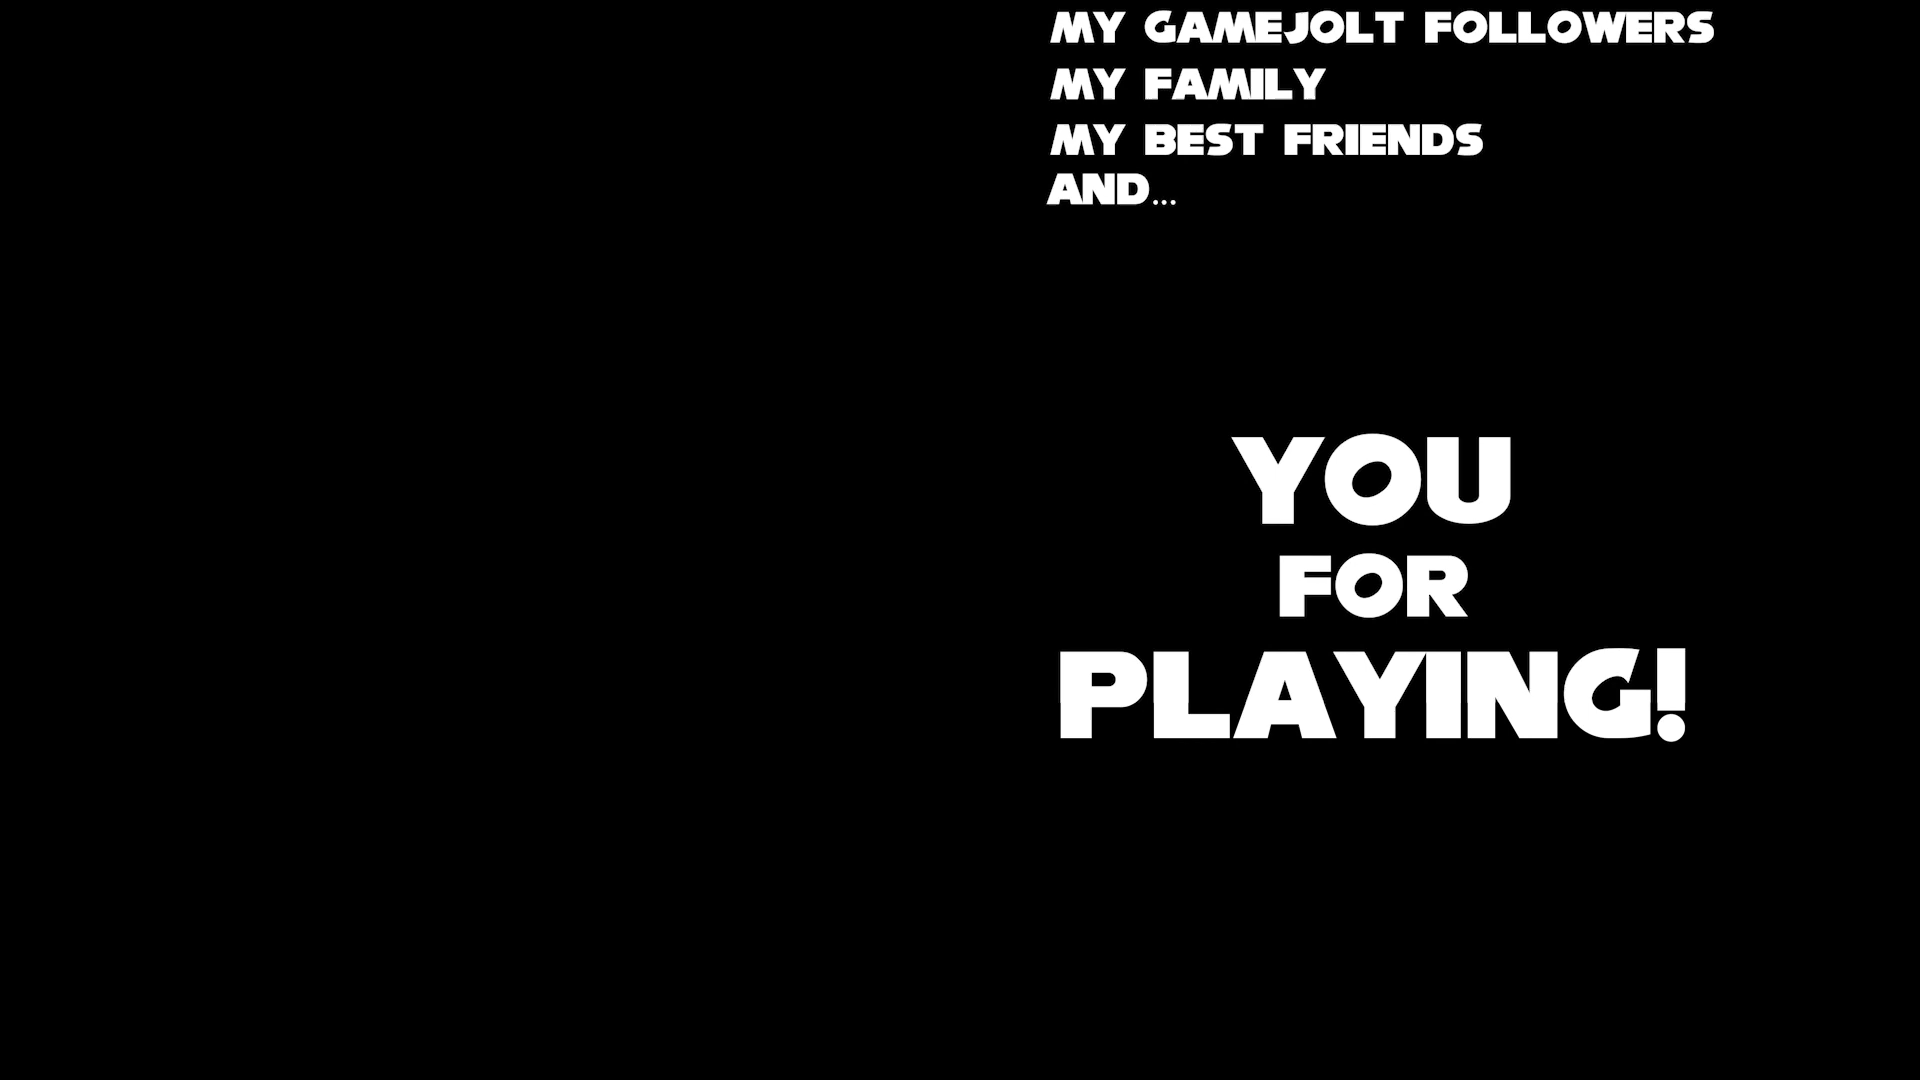 MY GAMEJOLT FOLLOWERS
MY FAMILY
MY BEST FRIENDS
AND...
YOU
FOR
PLAYING!